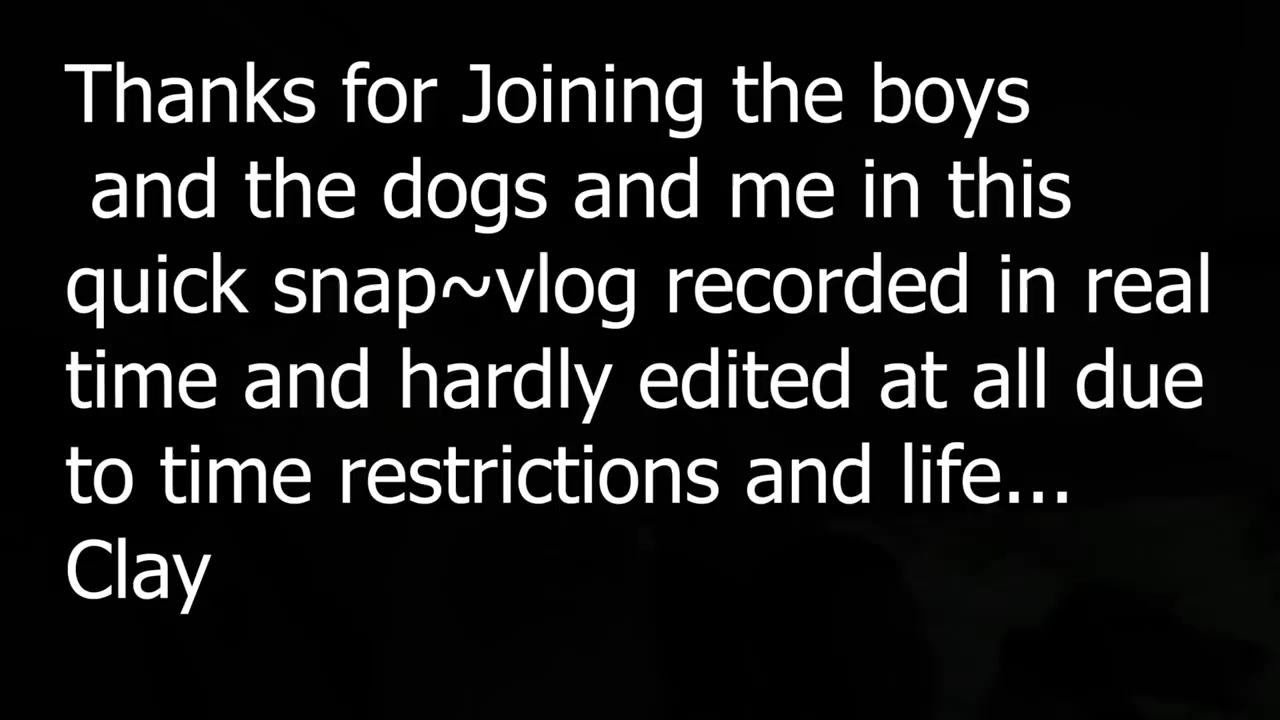 Thanks for Joining the boys
and the dogs and me in this
quick snap~vlog recorded in real
time and hardly edited at all due
to time restrictions and life...
Clay